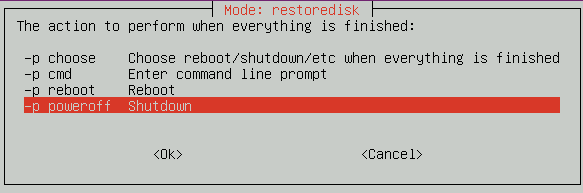 Mode: restoredisk
The action to perform when everything is finished:
-p choose Choose reboot/shutdown/etc when everything is finished
-p cmd Enter command line prompt
-p reboot Reboot
-p poweroff Shutdown
<Ok> <Cancel>